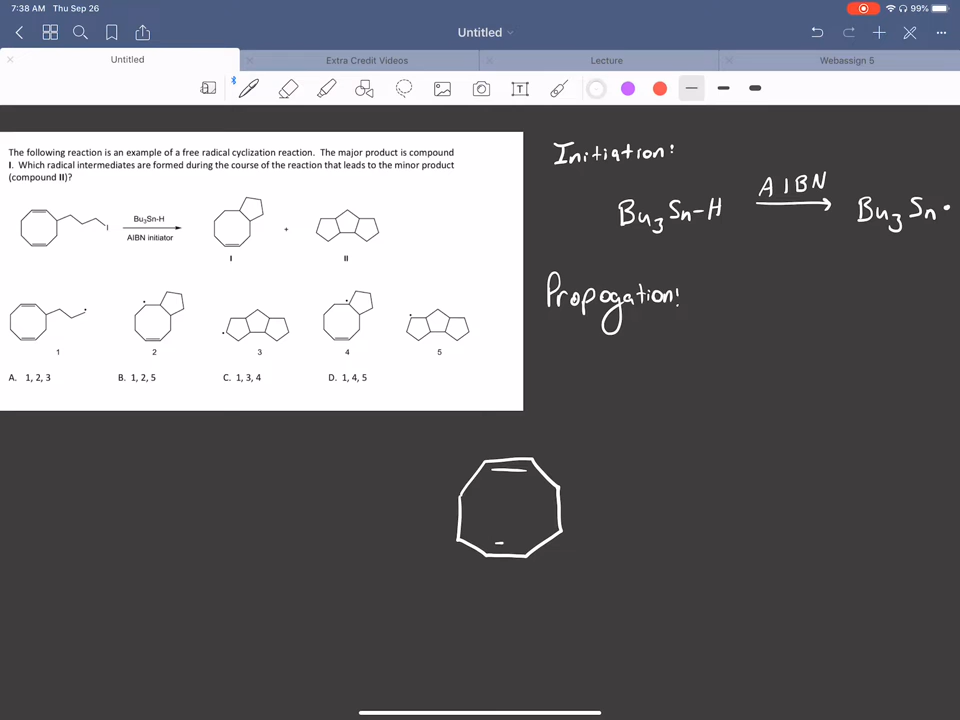 7:38 AM Thu Sep 26
99%
Untitled
Untitled
Extra Credit Videos
Lecture
Webassign 5
T
The following reaction is an example of a free radical cyclization reaction. The major product is compound
I. Which radical intermediates are formed during the course of the reaction that leads to the minor product
(compound II)?
I
Bu3Sn-H
AIBN initiator
+
I
II
1
2
3
4
5
A. 1, 2, 3
B. 1, 2, 5
C. 1, 3, 4
D. 1, 4, 5
Initiation:
Bu3Sn-H
AIBN
Bu3Sn•
Propogation: